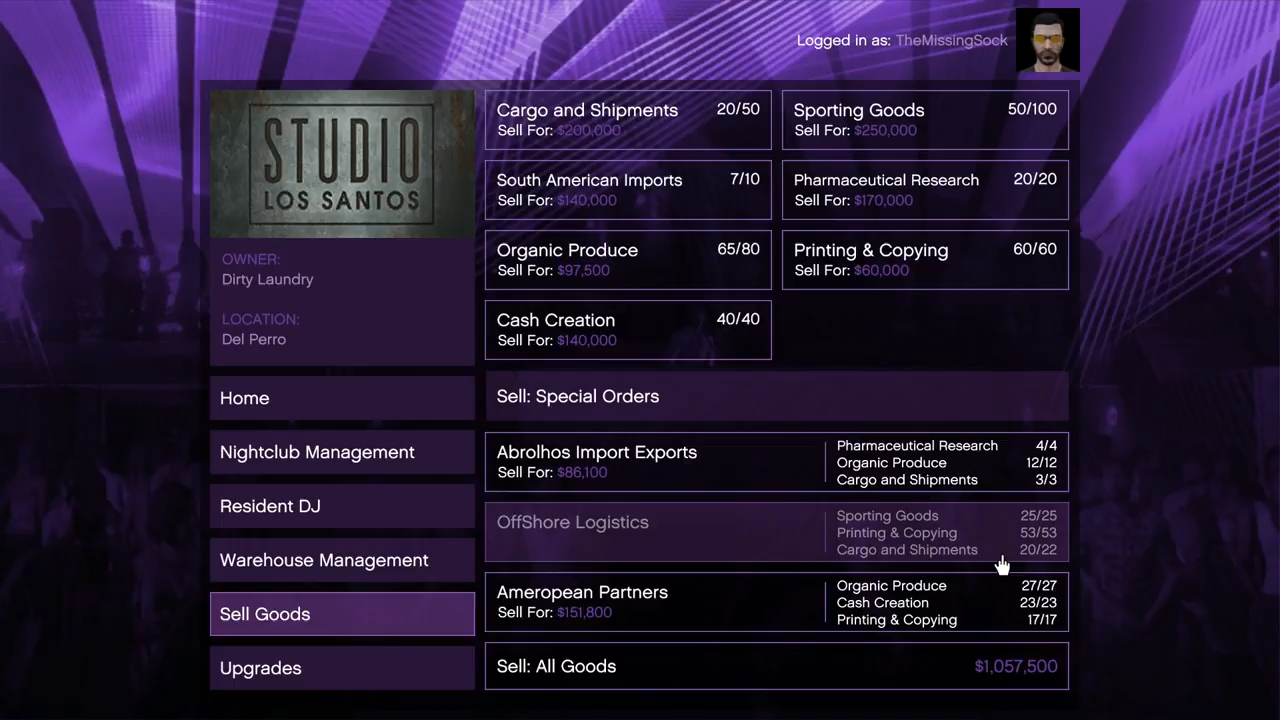 Logged in as: TheMissingSock
STUDIO
LOS SANTOS
OWNER:
Dirty Laundry
LOCATION:
Del Perro
Home
Nightclub Management
Resident DJ
Warehouse Management
Sell Goods
Upgrades
Cargo and Shipments 20/50
Sell For: $200,000
Sporting Goods 50/100
Sell For: $250,000
South American Imports 7/10
Sell For: $140,000
Pharmaceutical Research 20/20
Sell For: $170,000
Organic Produce 65/80
Sell For: $97,500
Printing & Copying 60/60
Sell For: $60,000
Cash Creation 40/40
Sell For: $140,000
Sell: Special Orders
Abrolhos Import Exports
Sell For: $86,100
Pharmaceutical Research 4/4
Organic Produce 12/12
Cargo and Shipments 3/3
OffShore Logistics
Sporting Goods 25/25
Printing & Copying 53/53
Cargo and Shipments 20/22
Ameropean Partners
Sell For: $151,800
Organic Produce 27/27
Cash Creation 23/23
Printing & Copying 17/17
Sell: All Goods $1,057,500